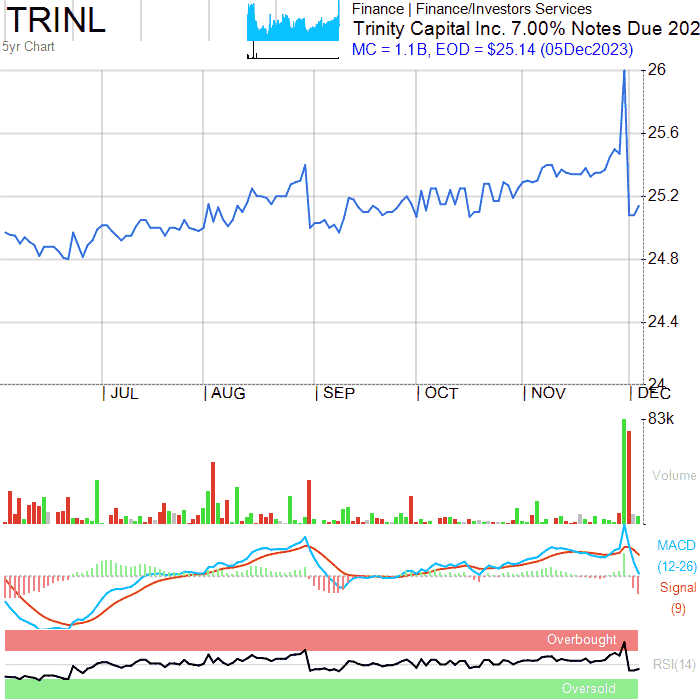 TRINL
5yr Chart
Finance | Finance/Investors Services
Trinity Capital Inc. 7.00% Notes Due 202
MC = 1.1B, EOD = $25.14 (05Dec2023)
26
25.6
25.2
24.8
24.4
24
| JUL | AUG | SEP | OCT | NOV | DEC
83k
Volume
MACD
(12-26)
Signal
(9)
Overbought
RSI(14)
Oversold